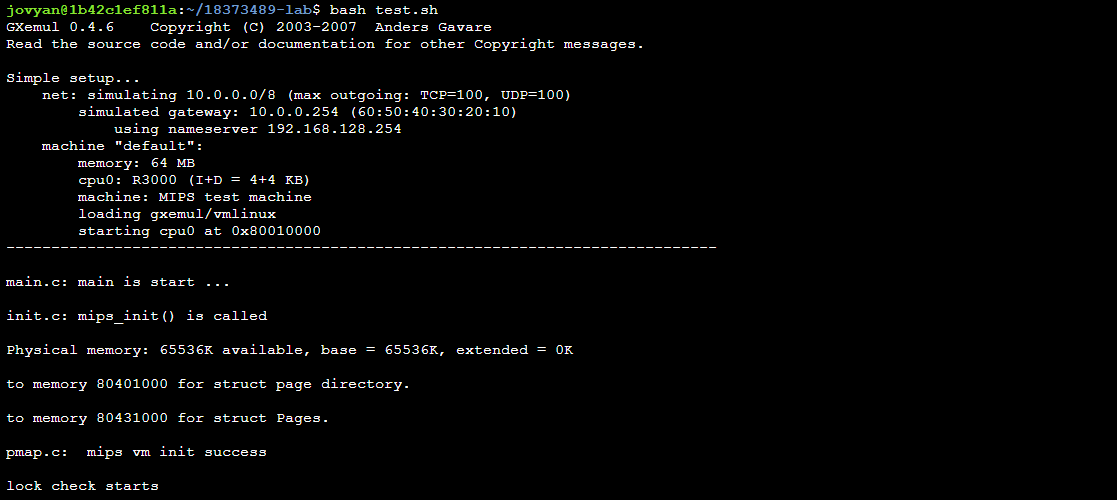 jovyan@1b42c1ef811a:~/18373489-lab$ bash test.sh
GXemul 0.4.6    Copyright (C) 2003-2007  Anders Gavare
Read the source code and/or documentation for other Copyright messages.
Simple setup...
    net: simulating 10.0.0.0/8 (max outgoing: TCP=100, UDP=100)
        simulated gateway: 10.0.0.254 (60:50:40:30:20:10)
            using nameserver 192.168.128.254
    machine "default":
        memory: 64 MB
        cpu0: R3000 (I+D = 4+4 KB)
        machine: MIPS test machine
        loading gxemul/vmlinux
        starting cpu0 at 0x80010000
-------------------------------------------------------------------------------
main.c: main is start ...
init.c: mips_init() is called
Physical memory: 65536K available, base = 65536K, extended = 0K
to memory 80401000 for struct page directory.
to memory 80431000 for struct Pages.
pmap.c:  mips vm init success
lock check starts